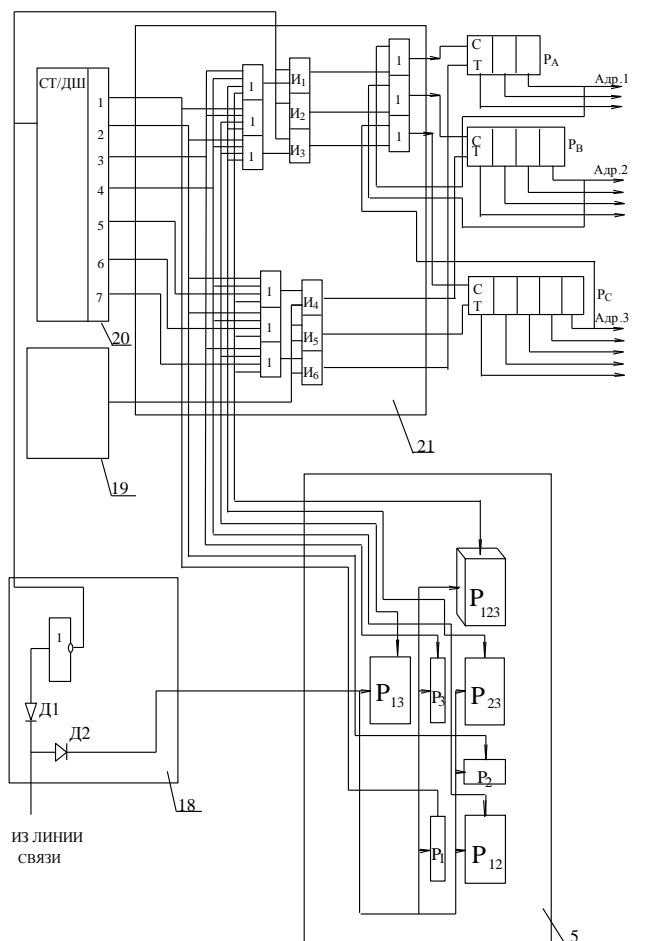 СТ/ДШ
1
2
3
4
5
6
7
20
19
1
1
1
И1
И2
И3
1
1
1
С
Т
РА
Адр.1
С
Т
РВ
Адр.2
С
Т
РС
Адр.3
1
1
1
И4
И5
И6
21
Р123
Р13
Р3
Р23
Р2
Р1
Р12
5
1
Д1
Д2
18
ИЗ ЛИНИИ
СВЯЗИ